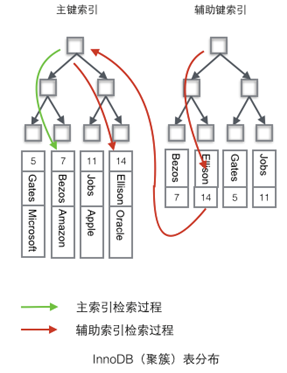 主键索引
辅助键索引
5 7 11 14
Gates Bezos Jobs Ellison
Microsoft Amazon Apple Oracle
Bezos Ellison Gates Jobs
7 14 5 11
主索引检索过程
辅助索引检索过程
InnoDB（聚簇）表分布